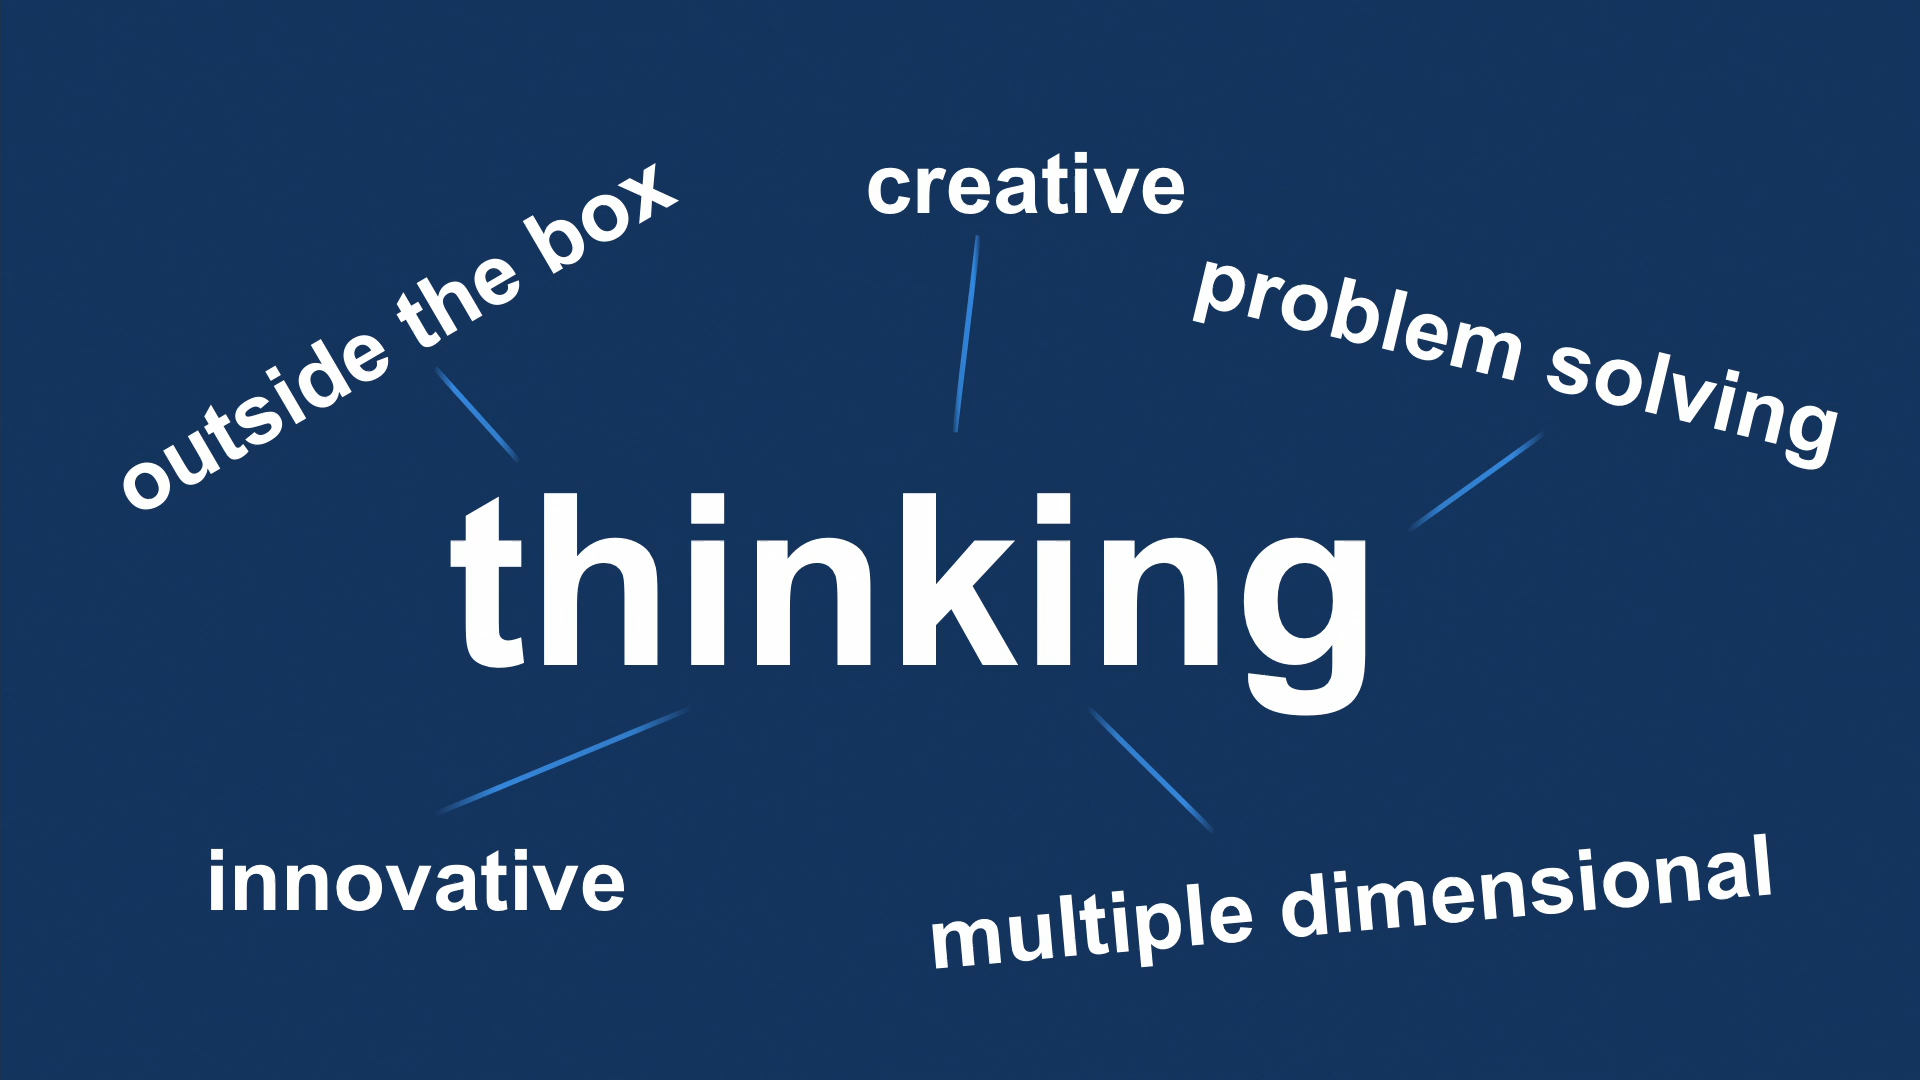 outside the box
creative
problem solving
thinking
innovative
multiple dimensional